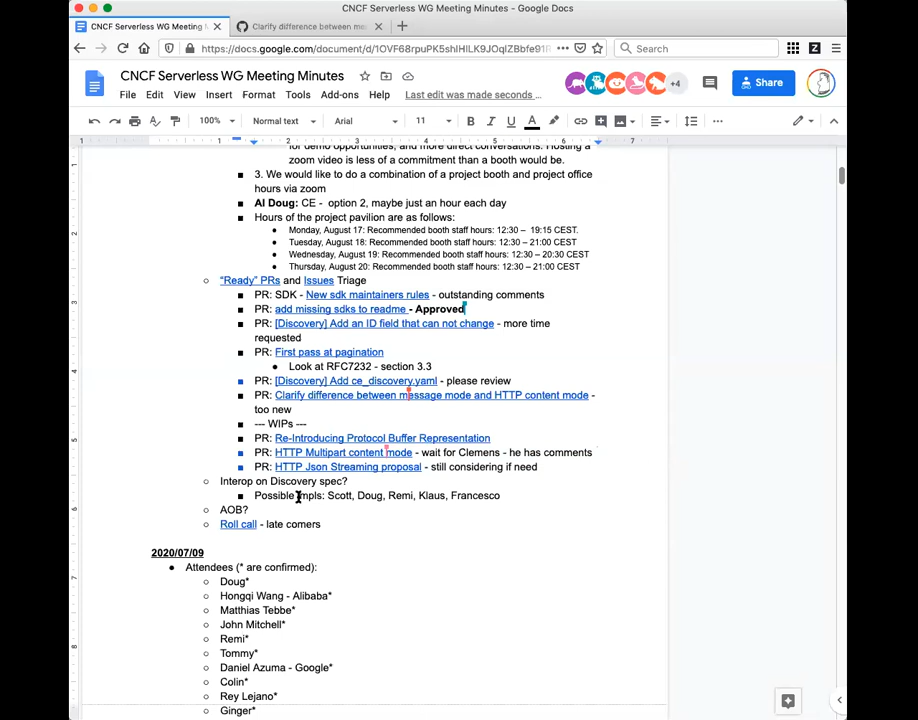 CNCF Serverless WG Meeting Minutes - Google Docs
CNCF Serverless WG Meeting
Clarify difference between me
https://docs.google.com/document/d/1OVF68rpuPK5shIHILK9JOqIZBbfe91
Search
CNCF Serverless WG Meeting Minutes
File Edit View Insert Format Tools Add-ons Help Last edit was made seconds ...
+4
Share
100% Normal text Arial 11
1 1 2 3 4 5 6 7
for demo opportunities, and more direct conversations. Hosting a
zoom video is less of a commitment than a booth would be.
3. We would like to do a combination of a project booth and project office
hours via zoom
AI Doug: CE - option 2, maybe just an hour each day
Hours of the project pavilion are as follows:
Monday, August 17: Recommended booth staff hours: 12:30 – 19:15 CEST.
Tuesday, August 18: Recommended booth staff hours: 12:30 – 21:00 CEST
Wednesday, August 19: Recommended booth staff hours: 12:30 – 20:30 CEST
Thursday, August 20: Recommended booth staff hours: 12:30 – 21:00 CEST
“Ready” PRs and Issues Triage
PR: SDK - New sdk maintainers rules - outstanding comments
PR: add missing sdks to readme - Approved
PR: [Discovery] Add an ID field that can not change - more time
requested
PR: First pass at pagination
Look at RFC7232 - section 3.3
PR: [Discovery] Add ce_discovery.yaml - please review
PR: Clarify difference between message mode and HTTP content mode -
too new
--- WIPs ---
PR: Re-Introducing Protocol Buffer Representation
PR: HTTP Multipart content mode - wait for Clemens - he has comments
PR: HTTP Json Streaming proposal - still considering if need
Interop on Discovery spec?
Possible impls: Scott, Doug, Remi, Klaus, Francesco
AOB?
Roll call - late comers
2020/07/09
Attendees (* are confirmed):
Doug*
Hongqi Wang - Alibaba*
Matthias Tebbe*
John Mitchell*
Remi*
Tommy*
Daniel Azuma - Google*
Colin*
Rey Lejano*
Ginger*